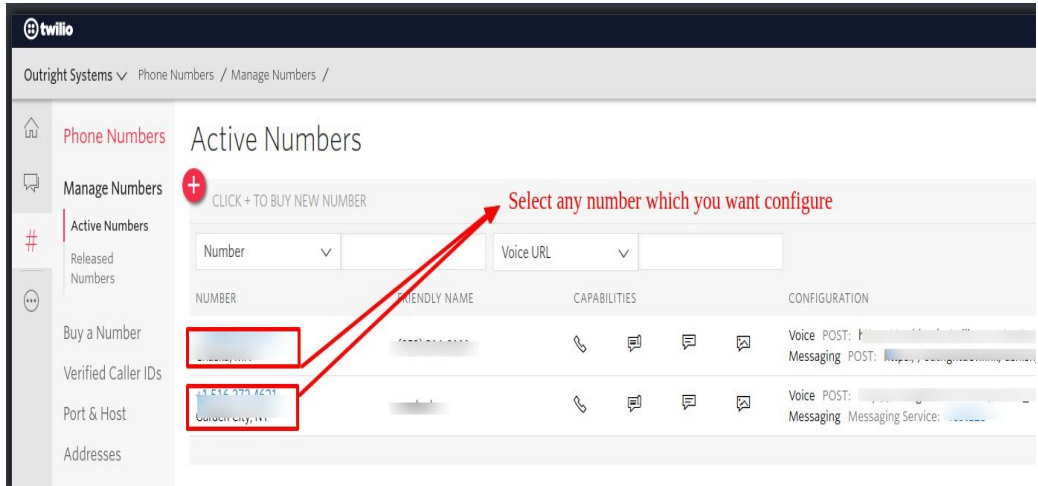 twilio
Outright Systems Phone Numbers / Manage Numbers /
Phone Numbers
Active Numbers
Manage Numbers
CLICK + TO BUY NEW NUMBER
Select any number which you want configure
Active Numbers
#
Released
Numbers
Number
Voice URL
NUMBER
FRIENDLY NAME
CAPABILITIES
CONFIGURATION
Buy a Number
Voice POST:
Messaging POST:
Verified Caller IDs
Port & Host
Voice POST:
Garden City, NY
Messaging Messaging Service:
Addresses